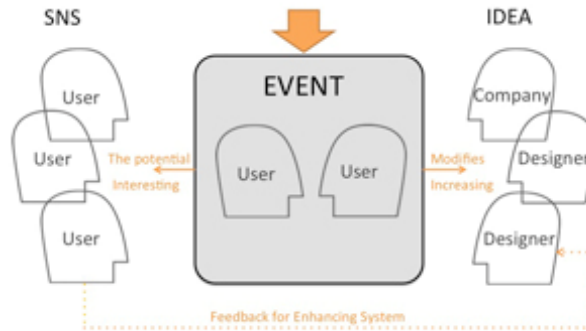 SNS
IDEA
EVENT
User
User
User
User
User
Company
Designer
Designer
The potential
Interesting
Modifies
Increasing
Feedback for Enhancing System